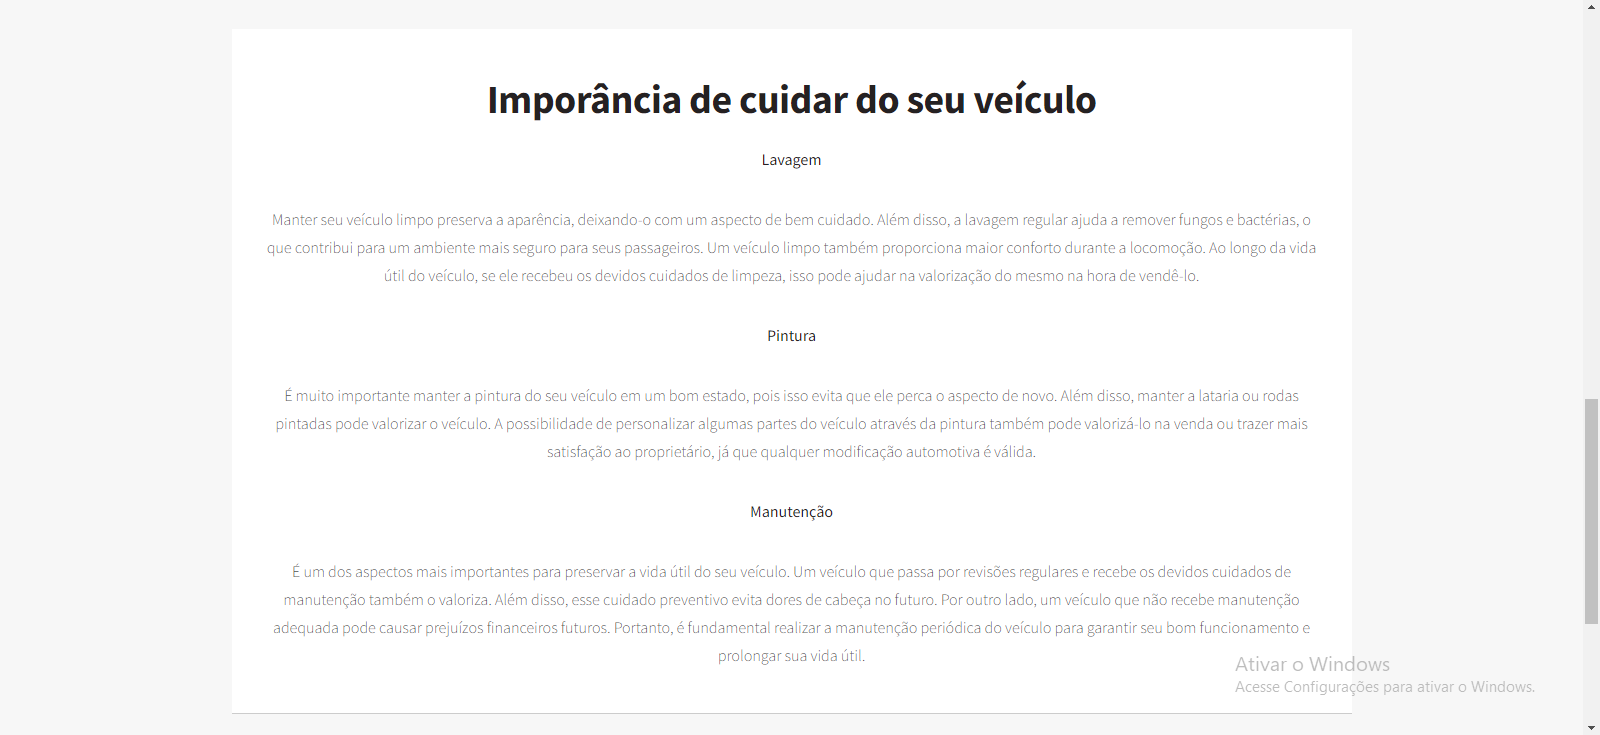 Imporância de cuidar do seu veículo
Lavagem
Manter seu veículo limpo preserva a aparência, deixando-o com um aspecto de bem cuidado. Além disso, a lavagem regular ajuda a remover fungos e bactérias, o
que contribui para um ambiente mais seguro para seus passageiros. Um veículo limpo também proporciona maior conforto durante a locomoção. Ao longo da vida
útil do veículo, se ele recebeu os devidos cuidados de limpeza, isso pode ajudar na valorização do mesmo na hora de vendê-lo.
Pintura
É muito importante manter a pintura do seu veículo em um bom estado, pois isso evita que ele perca o aspecto de novo. Além disso, manter a lataria ou rodas
pintadas pode valorizar o veículo. A possibilidade de personalizar algumas partes do veículo através da pintura também pode valorizá-lo na venda ou trazer mais
satisfação ao proprietário, já que qualquer modificação automotiva é válida.
Manutenção
É um dos aspectos mais importantes para preservar a vida útil do seu veículo. Um veículo que passa por revisões regulares e recebe os devidos cuidados de
manutenção também o valoriza. Além disso, esse cuidado preventivo evita dores de cabeça no futuro. Por outro lado, um veículo que não recebe manutenção
adequada pode causar prejuízos financeiros futuros. Portanto, é fundamental realizar a manutenção periódica do veículo para garantir seu bom funcionamento e
prolongar sua vida útil.
Ativar o Windows
Acesse Configurações para ativar o Windows.